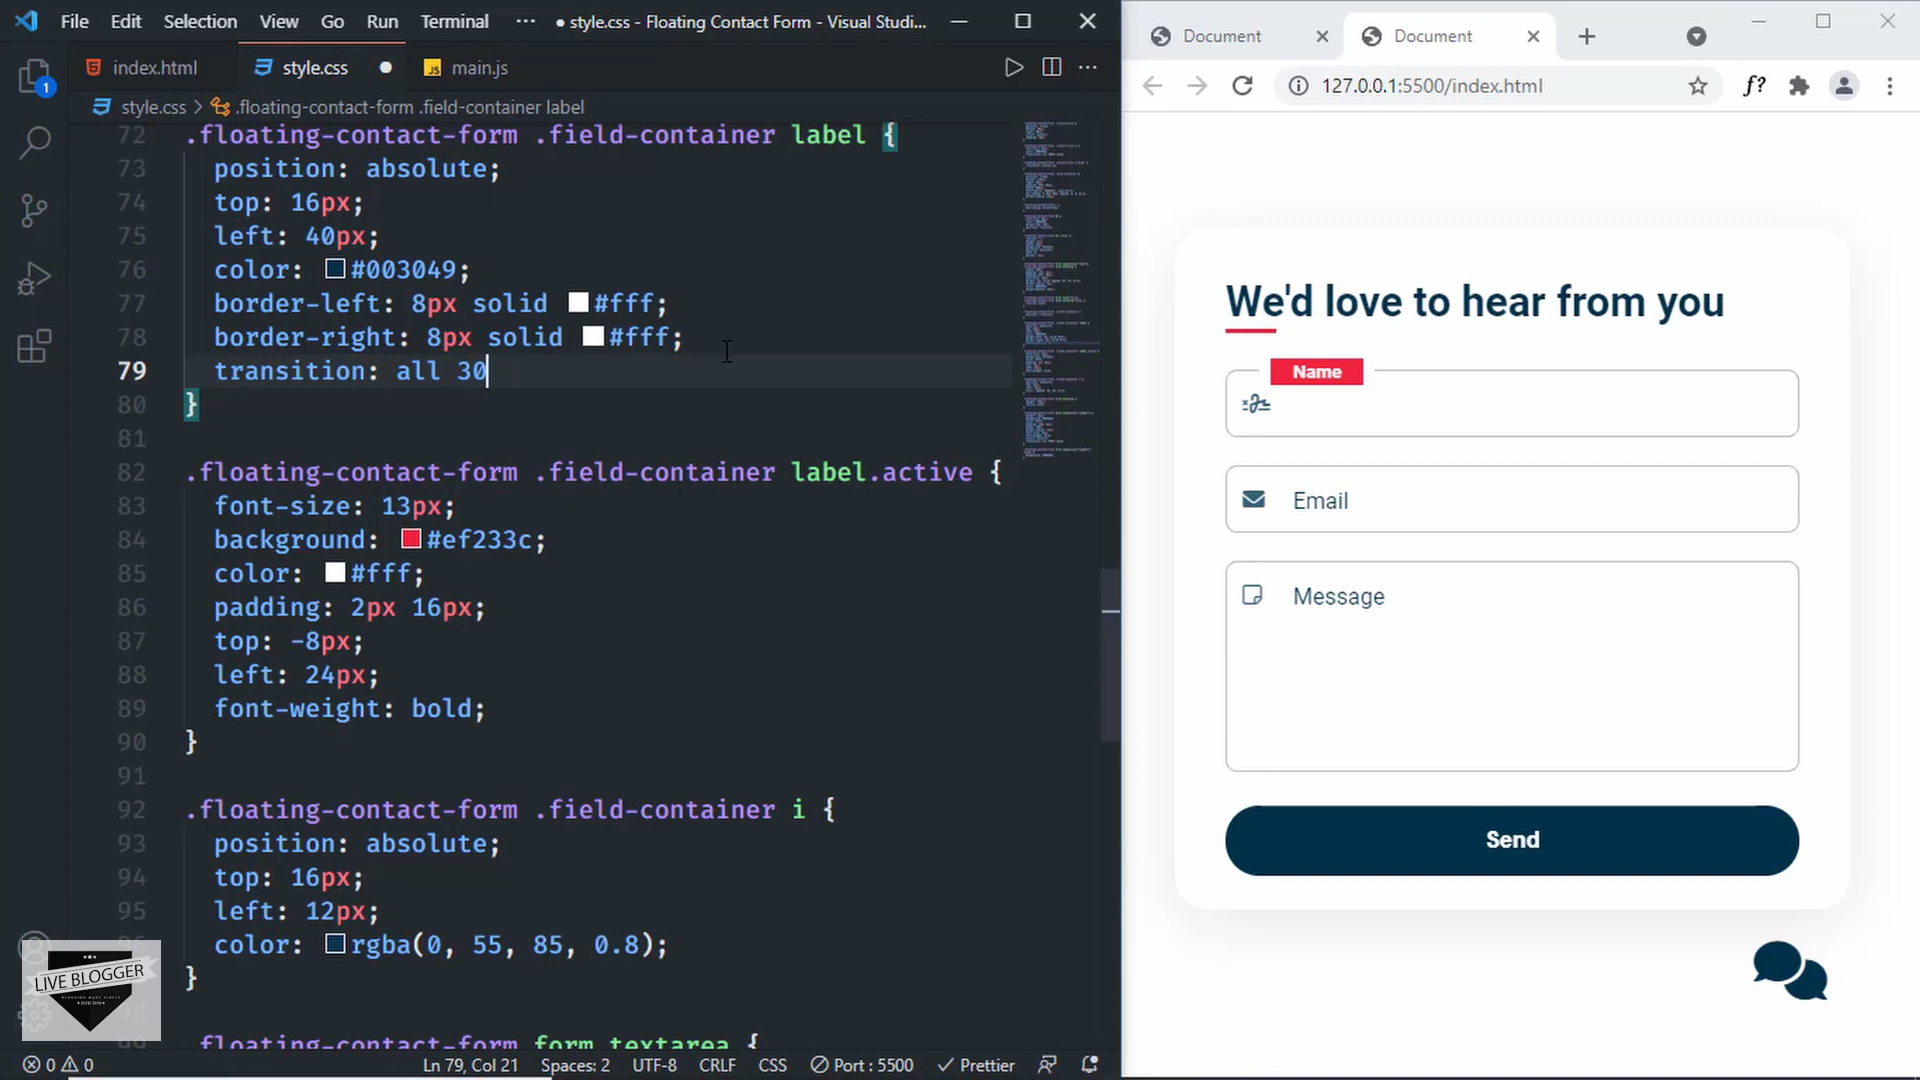 File Edit Selection View Go Run Terminal ··· ● style.css - Floating Contact Form - Visual Studi...
index.html style.css ● main.js
style.css > .floating-contact-form .field-container label
72 .floating-contact-form .field-container label {
73 position: absolute;
74 top: 16px;
75 left: 40px;
76 color: #003049;
77 border-left: 8px solid #fff;
78 border-right: 8px solid #fff;
79 transition: all 30
80 }
81
82 .floating-contact-form .field-container label.active {
83 font-size: 13px;
84 background: #ef233c;
85 color: #fff;
86 padding: 2px 16px;
87 top: -8px;
88 left: 24px;
89 font-weight: bold;
90 }
91
92 .floating-contact-form .field-container i {
93 position: absolute;
94 top: 16px;
95 left: 12px;
96 color: rgba(0, 55, 85, 0.8);
}
98
.floating-contact-form form textarea {
1
LIVE BLOGGER
0 0 Ln 79, Col 21 Spaces: 2 UTF-8 CRLF CSS Port : 5500 Prettier
Document Document
127.0.0.1:5500/index.html f?
We'd love to hear from you
Name
Email
Message
Send